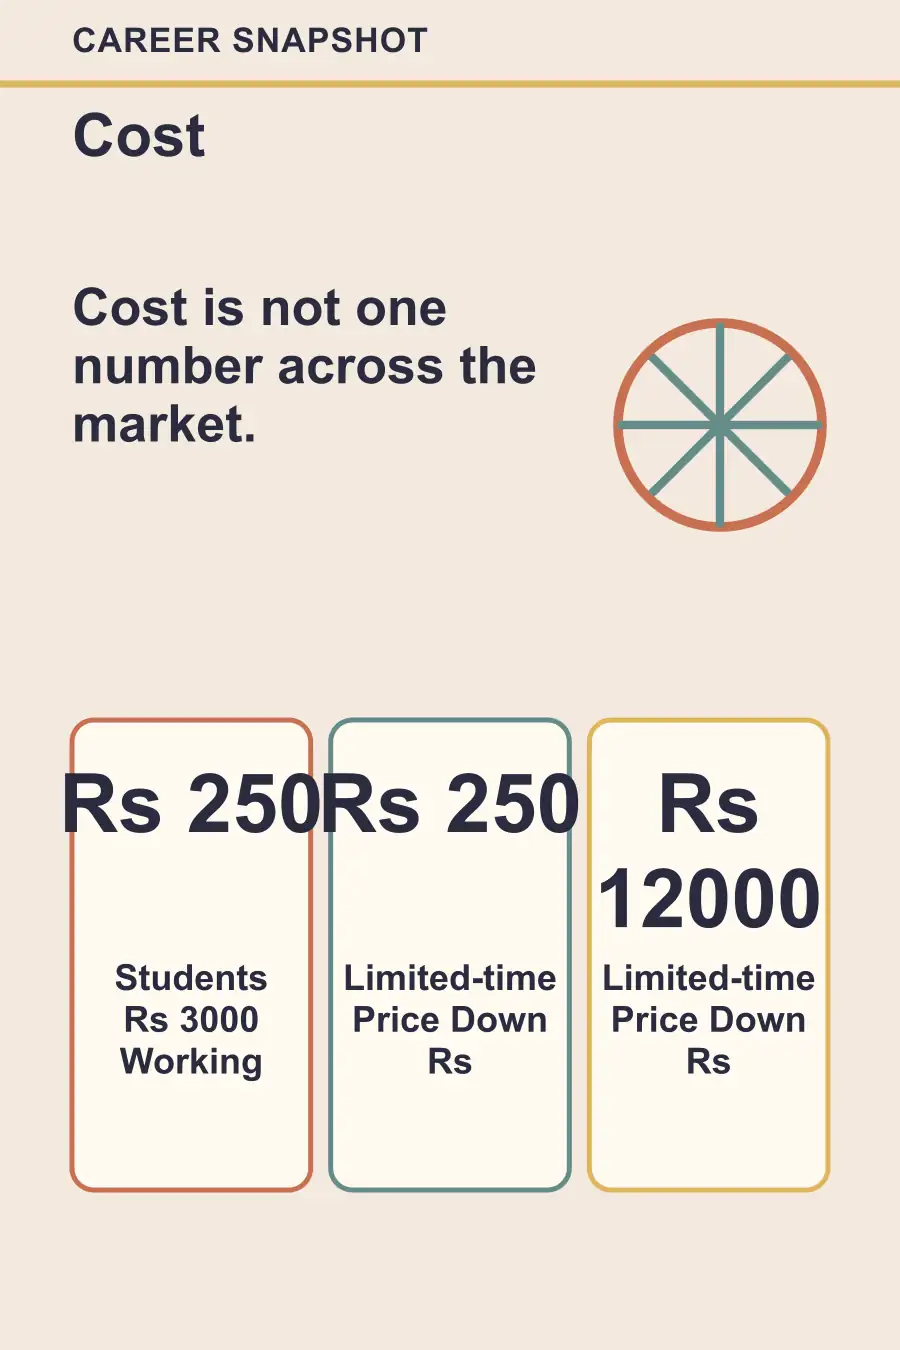 CAREER SNAPSHOT
Cost
Cost is not one
number across the
market.
Rs 250
Students
Rs 3000
Working
Rs 250
Limited-time
Price Down
Rs
Rs
12000
Limited-time
Price Down
Rs